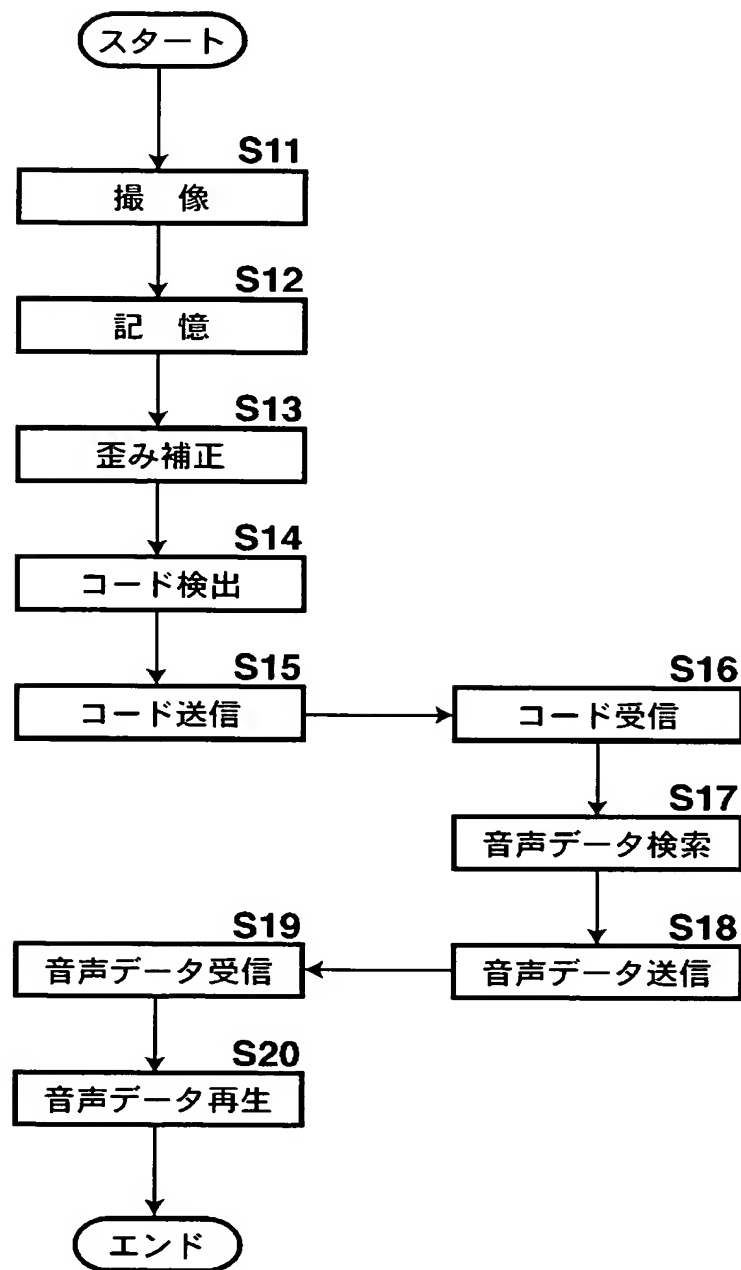 スタート
S11
撮 像
S12
記 憶
S13
歪み補正
S14
コード検出
S15
コード送信
S16
コード受信
S17
音声データ検索
S18
音声データ送信
S19
音声データ受信
S20
音声データ再生
エンド